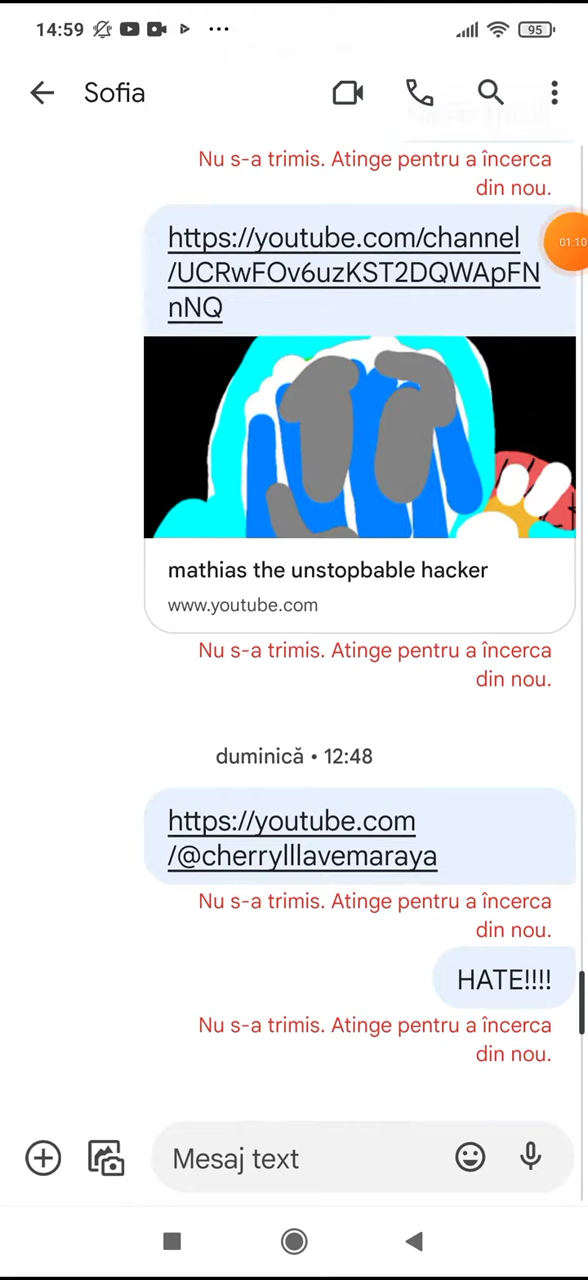 14:59
95
Sofia
Nu s-a trimis. Atinge pentru a încerca
din nou.
01:10
https://youtube.com/channel
/UCRwFOv6uzKST2DQWApFN
nNQ
mathias the unstopbable hacker
www.youtube.com
Nu s-a trimis. Atinge pentru a încerca
din nou.
duminică • 12:48
https://youtube.com
/@cherrylllavemaraya
Nu s-a trimis. Atinge pentru a încerca
din nou.
HATE!!!!
Nu s-a trimis. Atinge pentru a încerca
din nou.
Mesaj text